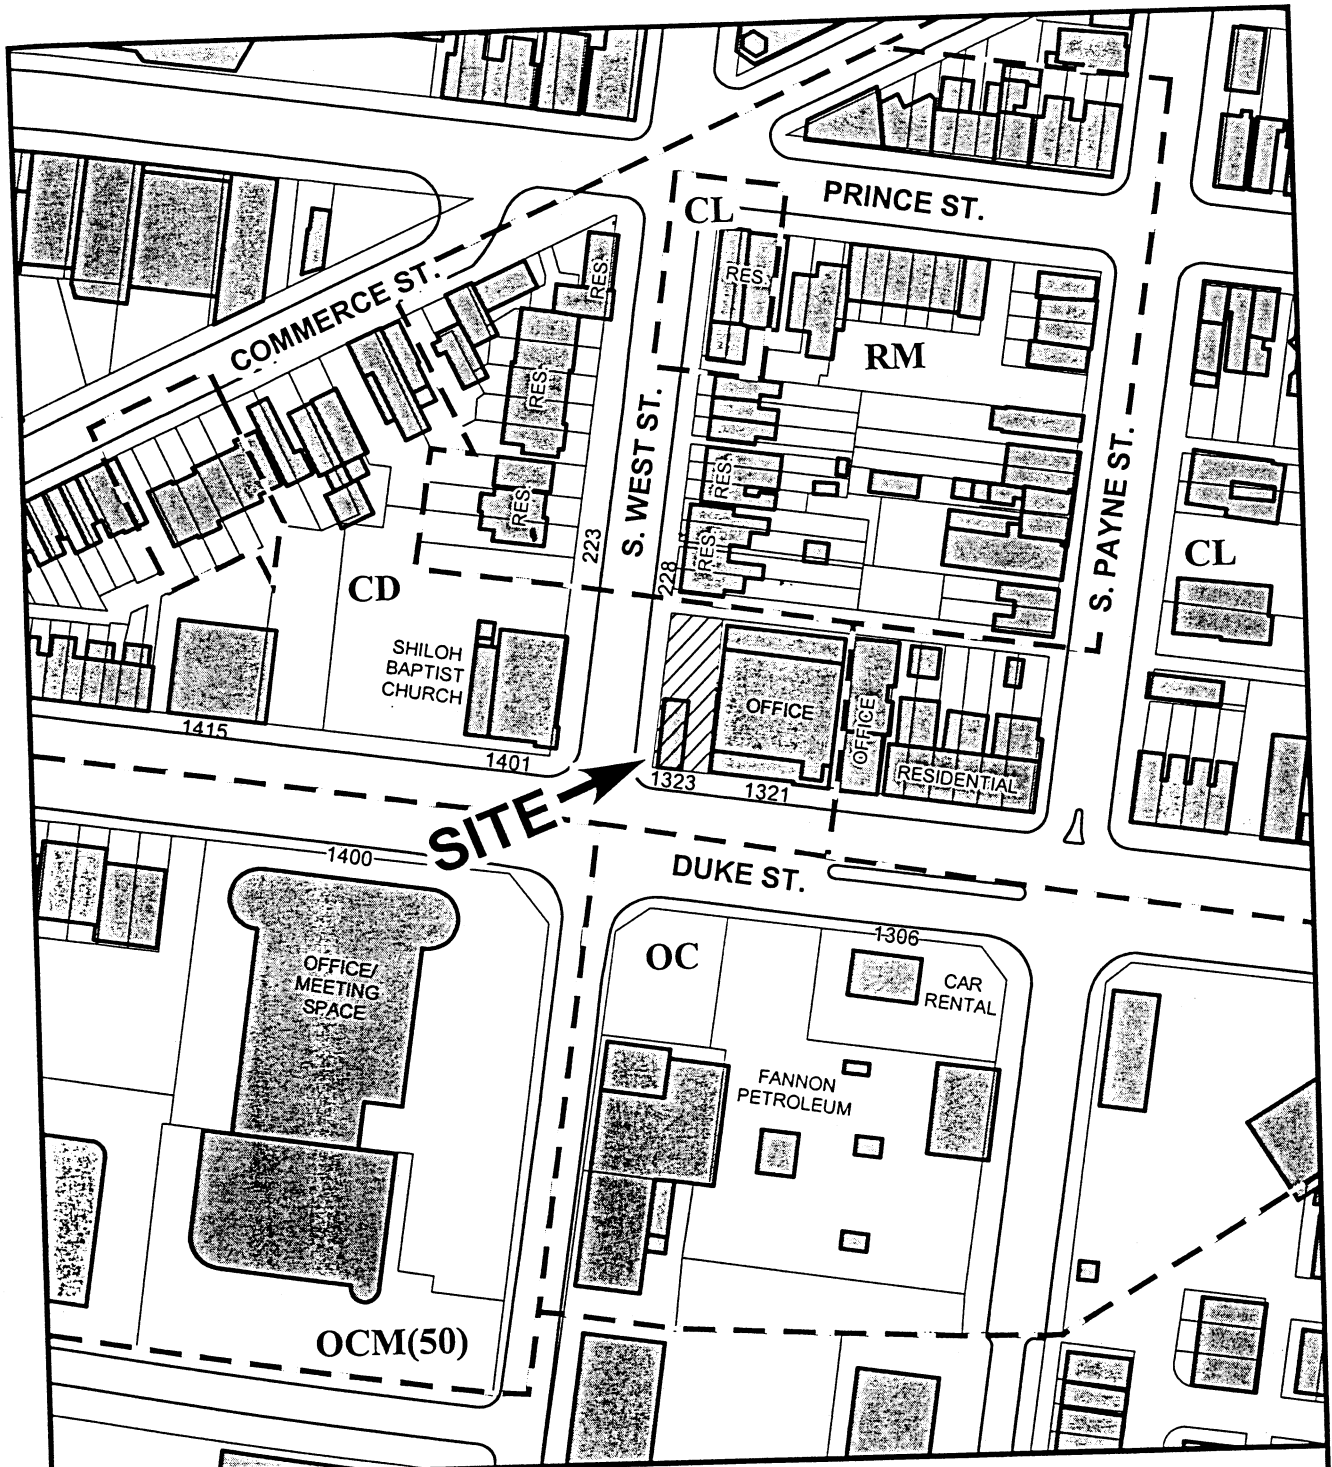 PRINCE ST.
CL
RES.
RES.
COMMERCE ST.
RM
RES.
S. WEST ST.
S. PAYNE ST.
RES.
RES.
223
RES.
228
CL
CD
SHILOH
BAPTIST
CHURCH
OFFICE
OFFICE
1415
1401
1323
1321
RESIDENTIAL
SITE
1400
DUKE ST.
1306
OC
OFFICE/
MEETING
SPACE
CAR
RENTAL
FANNON
PETROLEUM
OCM(50)